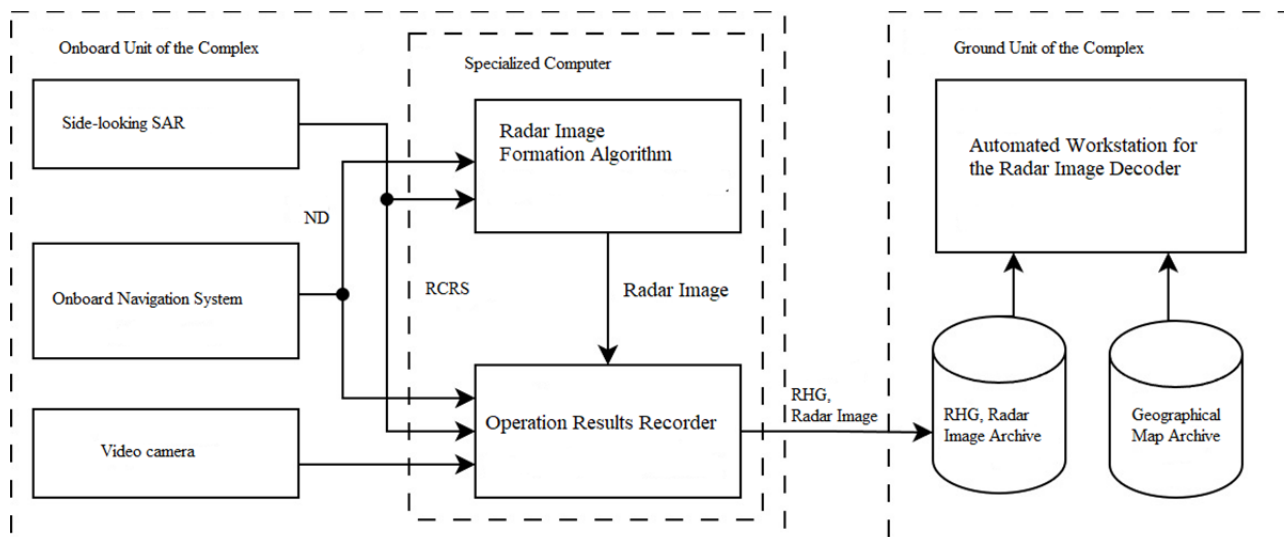 Onboard Unit of the Complex
Side-looking SAR
ND
Onboard Navigation System
Video camera
Specialized Computer
Radar Image
Formation Algorithm
RCRS
Radar Image
Operation Results Recorder
RHG,
Radar Image
Ground Unit of the Complex
Automated Workstation for
the Radar Image Decoder
RHG, Radar
Image Archive
Geographical
Map Archive